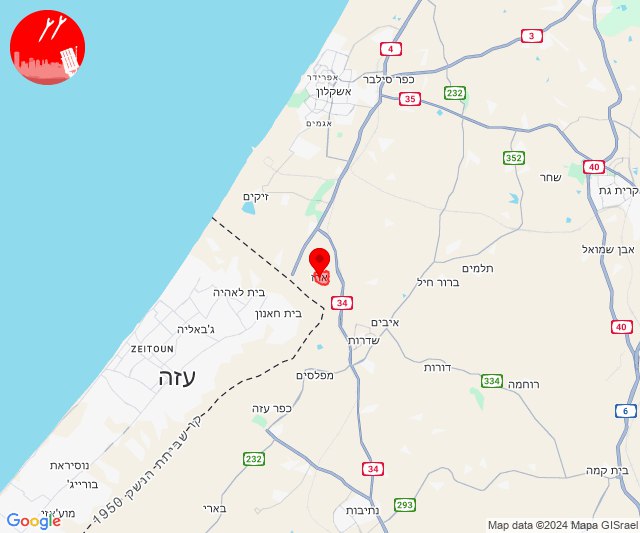 4
3
אפרידר
כפר סילבר
אשקלון
35
232
אגמים
352
40
שחר
קרית גת
זיקים
אבן שמואל
תלמים
ארז
ברור חיל
בית לאהיה
34
בית חאנון
איבים
ג'באליה
40
שדרות
ZEITOUN
דורות
עזה
מפלסים
334
רוחמה
כפר עזה
6
קו שביתת הנשק 1950
232
נוסיראת
34
בית קמה
בורייג'
293
בארי
מועאזי
נתיבות
Google
Map data ©2024 Mapa GISrael